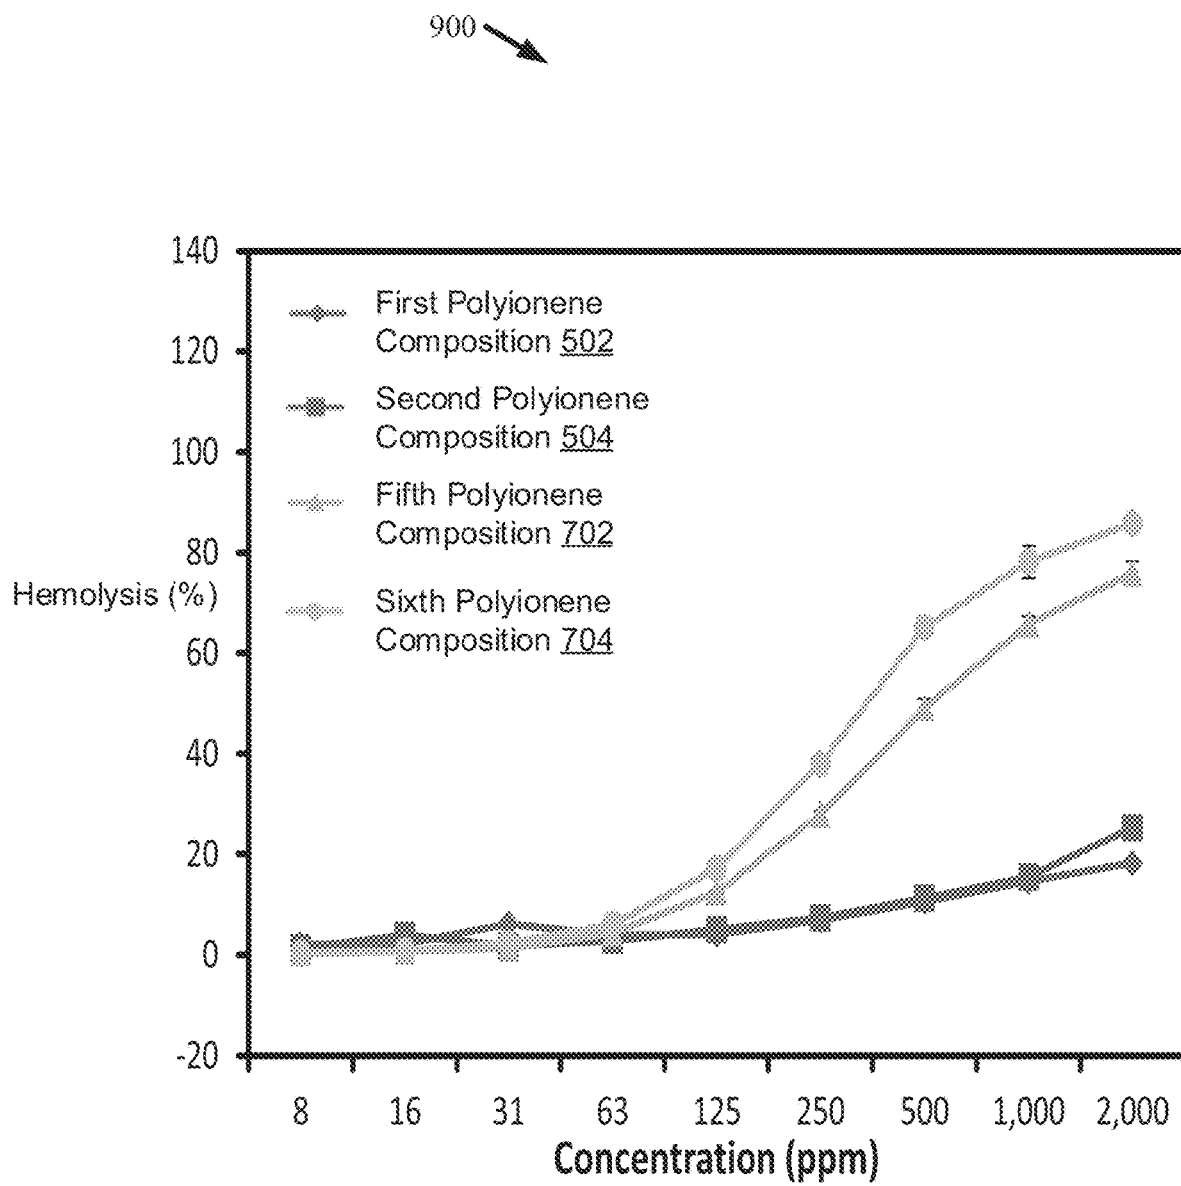 900
140
First Polyionene
Composition 502
120
Second Polyionene
Composition 504
100
Fifth Polyionene
Composition 702
80
Hemolysis (%)
Sixth Polyionene
Composition 704
60
40
20
0
-20
8 16 31 63 125 250 500 1,000 2,000
Concentration (ppm)